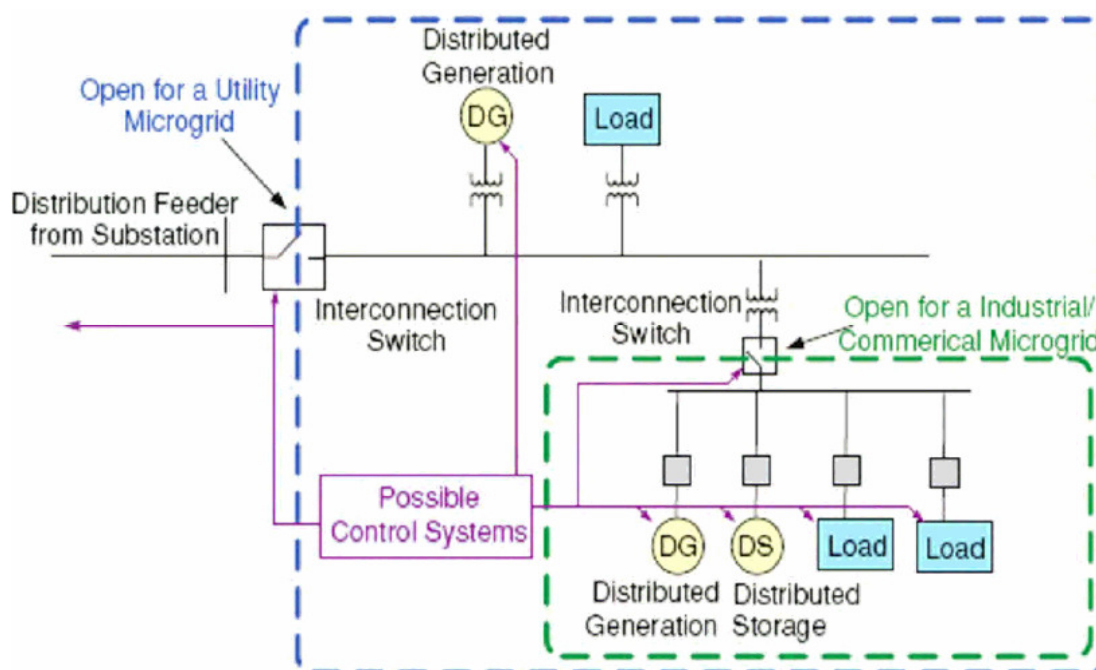 Distributed
Generation
DG
Load
Open for a Utility
Microgrid
Distribution Feeder
from Substation
Interconnection
Switch
Interconnection
Switch
Open for a Industrial/
Commerical Microgrid
Possible
Control Systems
DG
DS
Load
Load
Distributed
Generation
Distributed
Storage